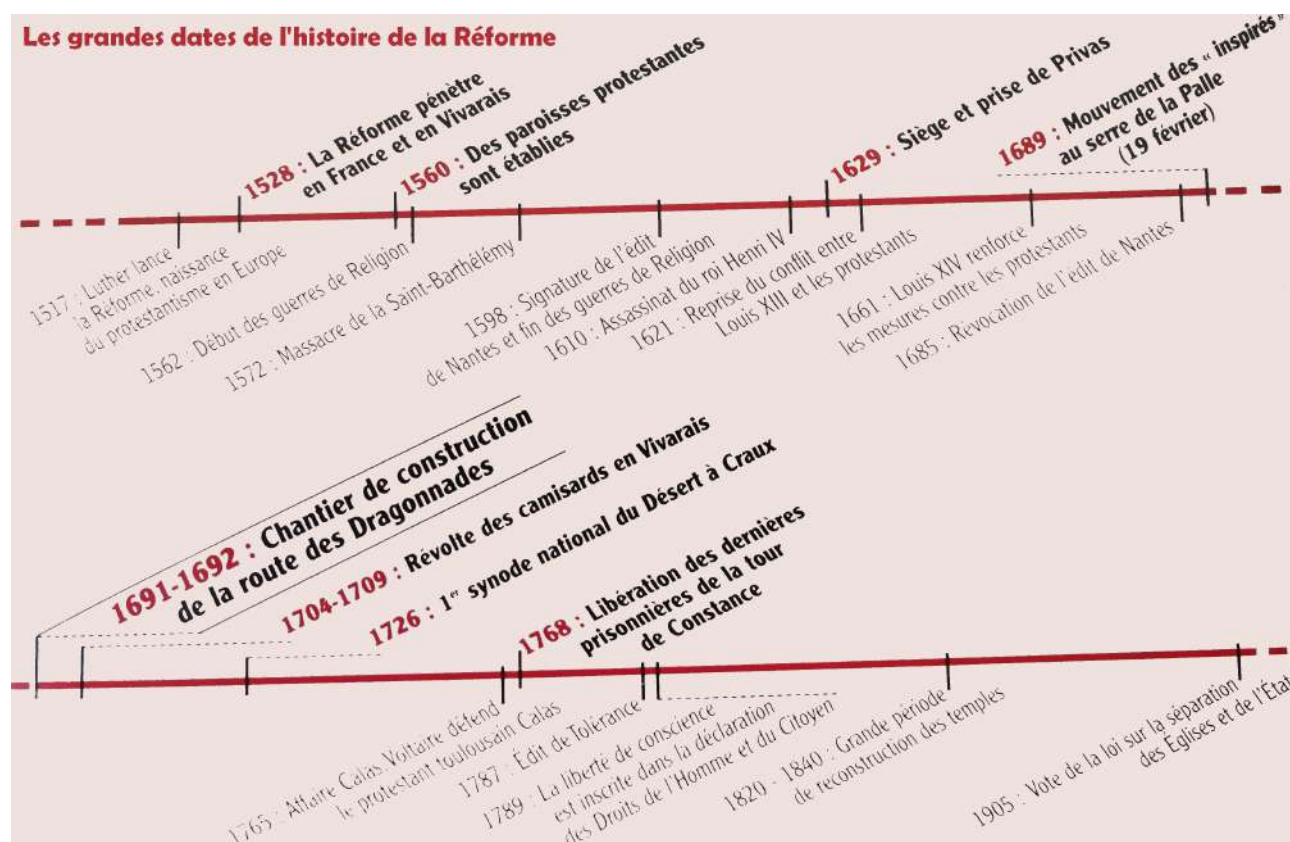 Les grandes dates de l'histoire de la Réforme
1528 : La Réforme pénètre
en France et en Vivarais
1560 : Des paroisses protestantes
sont établies
1629 : Siège et prise de Privas
1689 : Mouvement des « inspirés »
au serre de la Palle
(19 février)
1517 : Luther lance
la Réforme, naissance
du protestantisme en Europe
1562 : Début des guerres de Religion
1572 : Massacre de la Saint-Barthélémy
1598 : Signature de l'édit
de Nantes et fin des guerres de Religion
1610 : Assassinat du roi Henri IV
1621 : Reprise du conflit entre
Louis XIII et les protestants
1661 : Louis XIV renforce
les mesures contre les protestants
1685 : Révocation de l'édit de Nantes
1691-1692 : Chantier de construction
de la route des Dragonnades
1704-1709 : Révolte des camisards en Vivarais
1726 : 1er synode national du Désert à Craux
1768 : Libération des dernières
prisonnières de la tour
de Constance
1765 : Affaire Calas. Voltaire défend
le protestant toulousain Calas
1787 : Édit de Tolérance
1789 : La liberté de conscience
est inscrite dans la déclaration
des Droits de l'Homme et du Citoyen
1820 - 1840 : Grande période
de reconstruction des temples
1905 : Vote de la loi sur la séparation
des Églises et de l'État